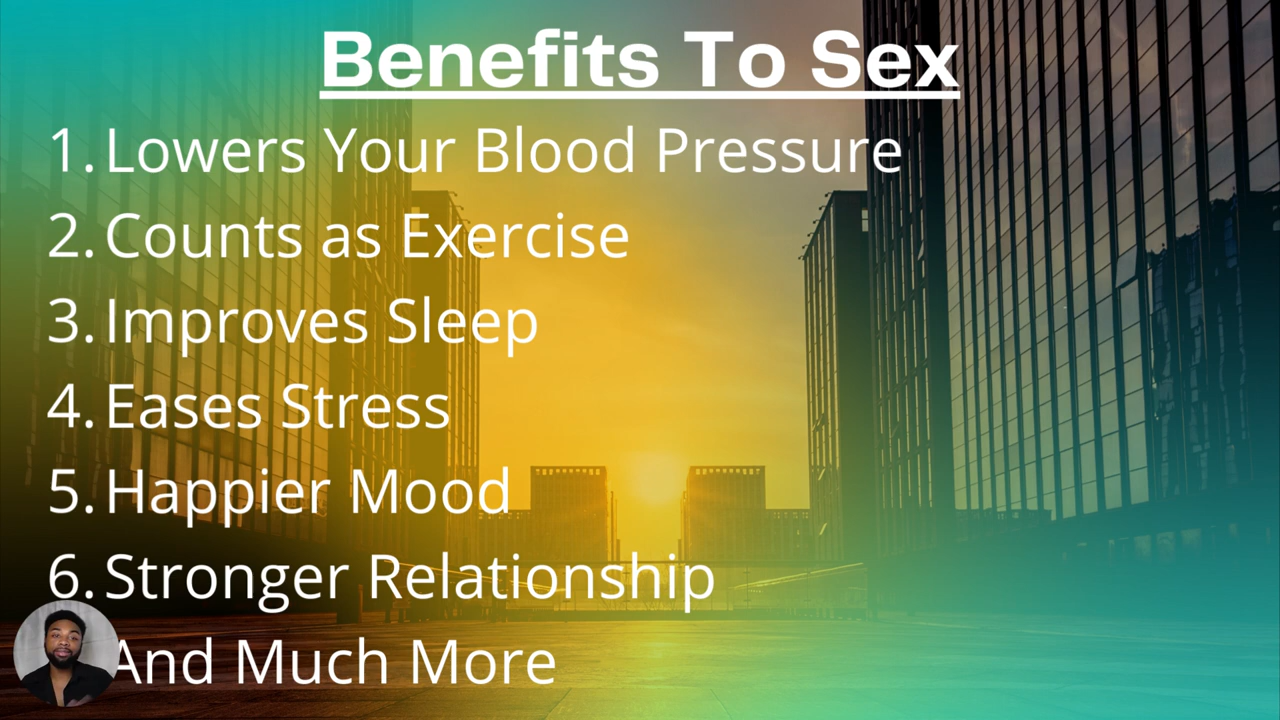 Benefits To Sex
1. Lowers Your Blood Pressure
2. Counts as Exercise
3. Improves Sleep
4. Eases Stress
5. Happier Mood
6. Stronger Relationship
And Much More